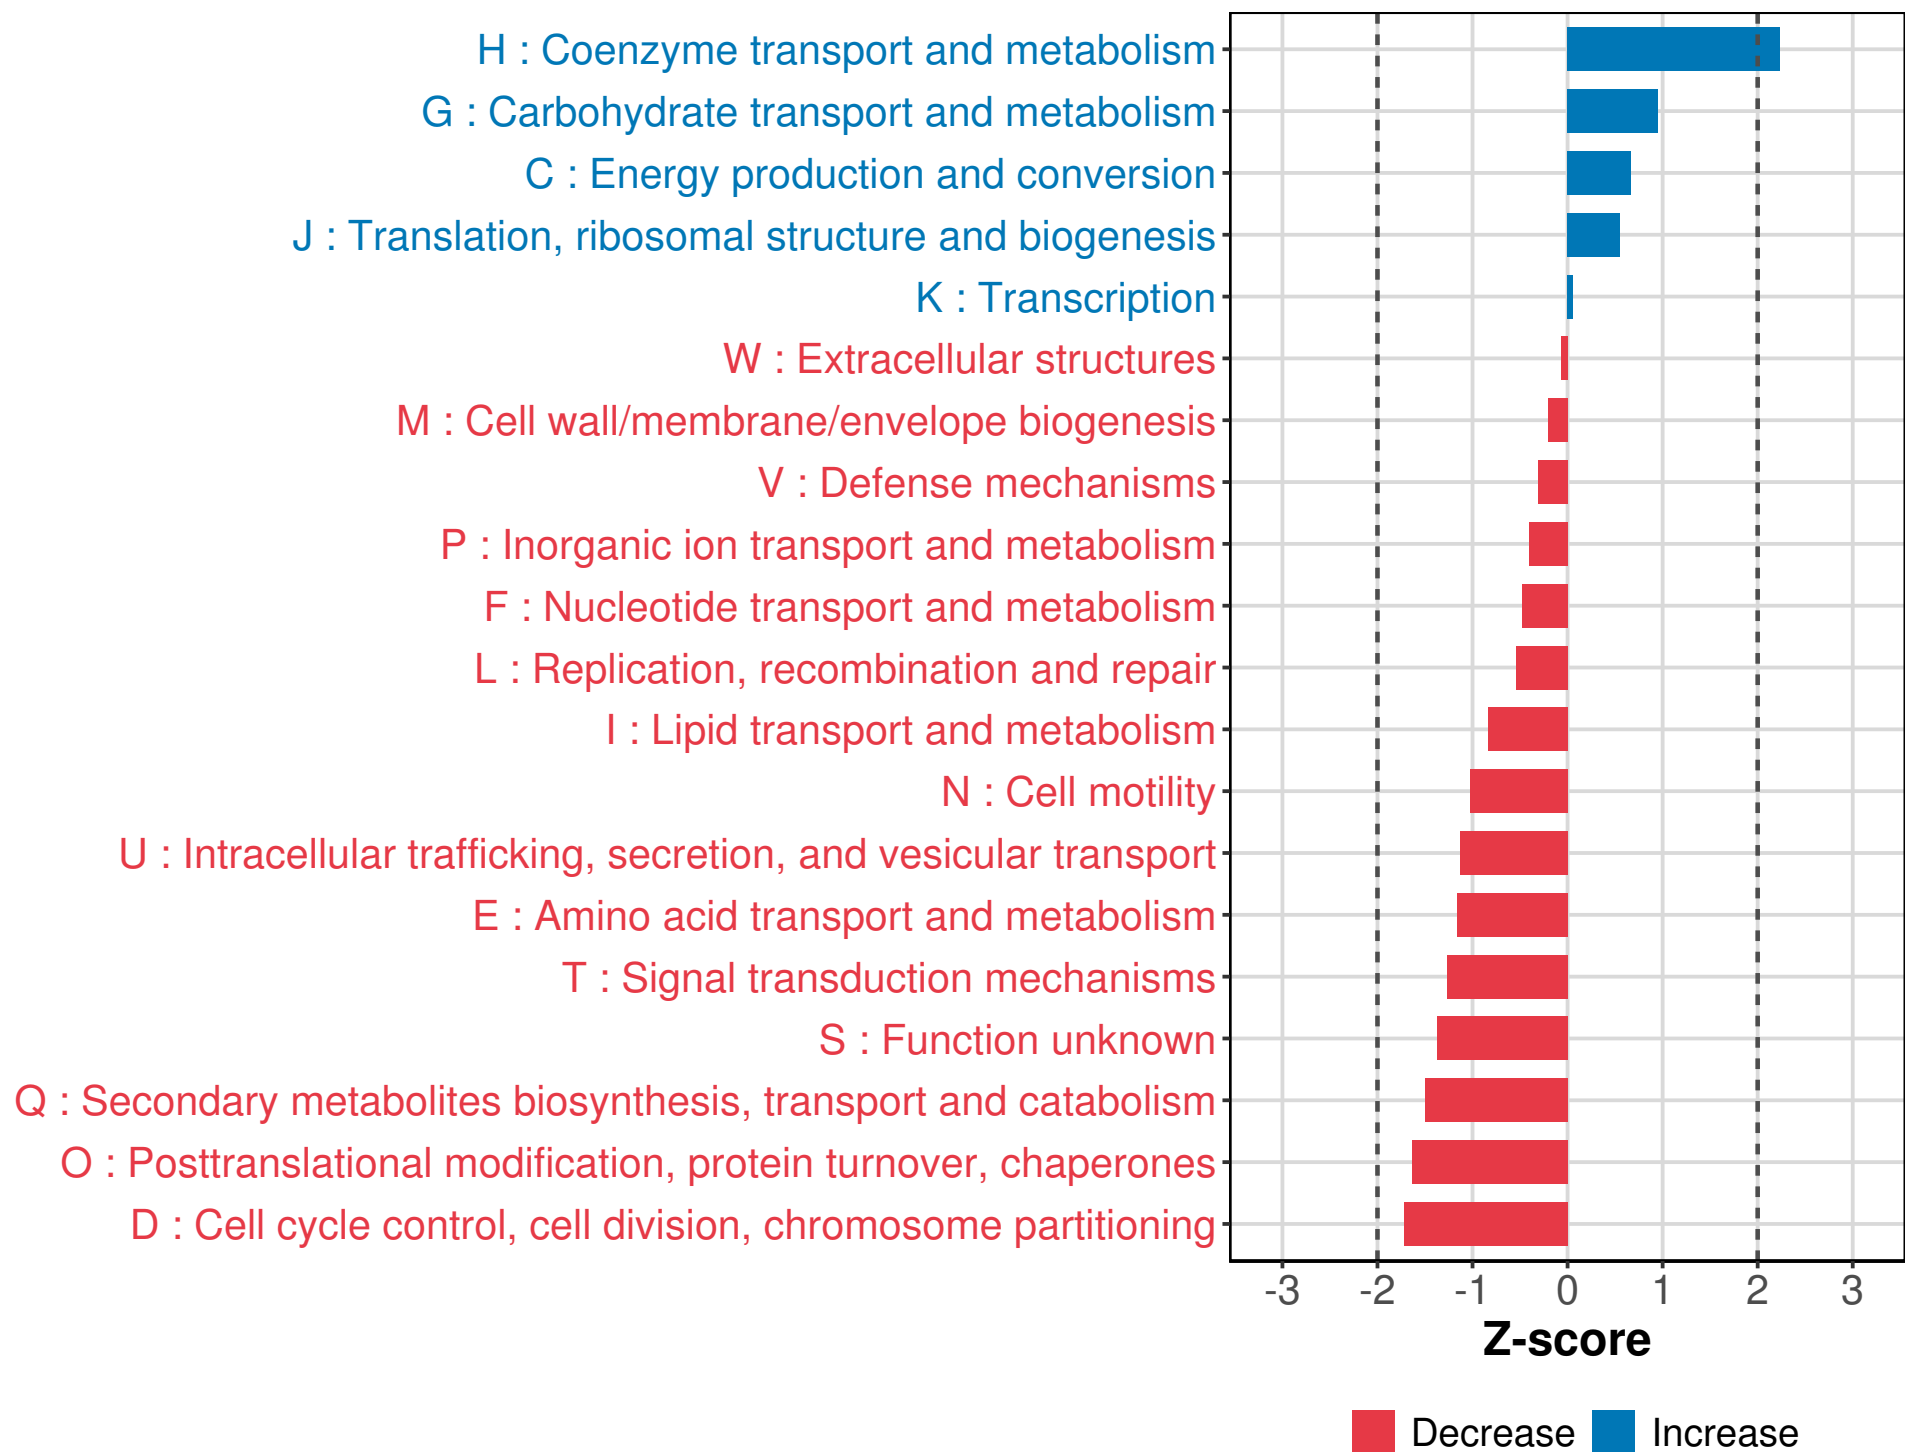 H : Coenzyme transport and metabolism
G : Carbohydrate transport and metabolism
C : Energy production and conversion
J : Translation, ribosomal structure and biogenesis
K : Transcription
W : Extracellular structures
M : Cell wall/membrane/envelope biogenesis
V : Defense mechanisms
P : Inorganic ion transport and metabolism
F : Nucleotide transport and metabolism
L : Replication, recombination and repair
I : Lipid transport and metabolism
N : Cell motility
U : Intracellular trafficking, secretion, and vesicular transport
E : Amino acid transport and metabolism
T : Signal transduction mechanisms
S : Function unknown
Q : Secondary metabolites biosynthesis, transport and catabolism
O : Posttranslational modification, protein turnover, chaperones
D : Cell cycle control, cell division, chromosome partitioning
-3 -2 -1 0 1 2 3
Z-score
Decrease Increase